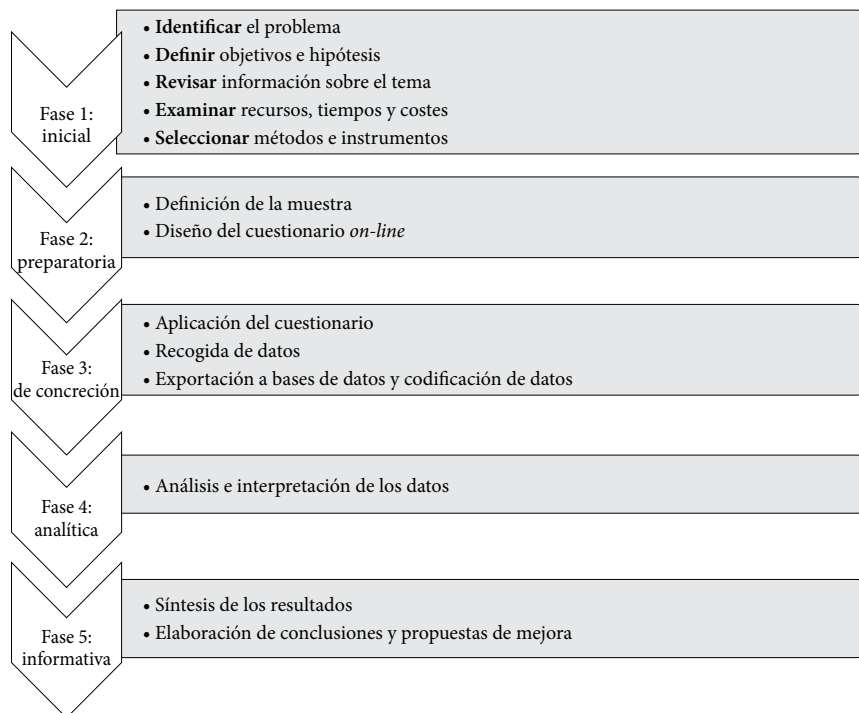 Fase 1:
inicial
• Identificar el problema
• Definir objetivos e hipótesis
• Revisar información sobre el tema
• Examinar recursos, tiempos y costes
• Seleccionar métodos e instrumentos
Fase 2:
preparatoria
• Definición de la muestra
• Diseño del cuestionario on-line
Fase 3:
de concreción
• Aplicación del cuestionario
• Recogida de datos
• Exportación a bases de datos y codificación de datos
Fase 4:
analítica
• Análisis e interpretación de los datos
Fase 5:
informativa
• Síntesis de los resultados
• Elaboración de conclusiones y propuestas de mejora